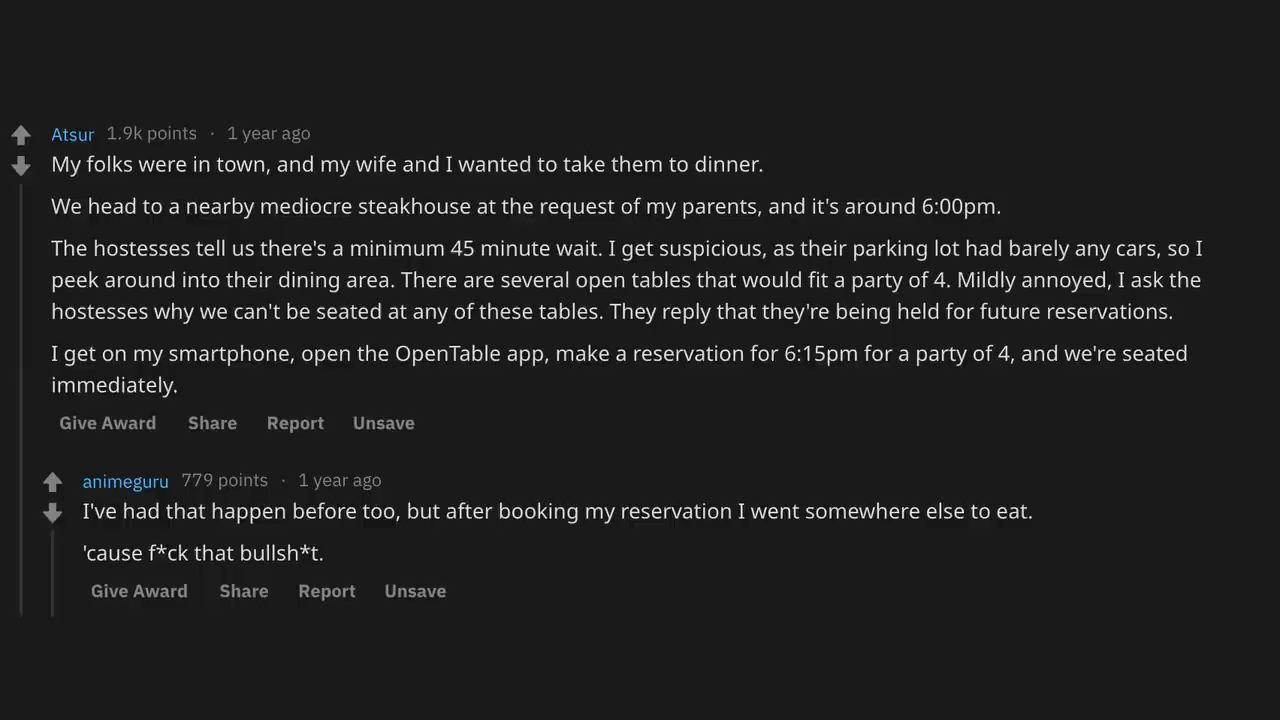 Atsur 1.9k points · 1 year ago
My folks were in town, and my wife and I wanted to take them to dinner.
We head to a nearby mediocre steakhouse at the request of my parents, and it's around 6:00pm.
The hostesses tell us there's a minimum 45 minute wait. I get suspicious, as their parking lot had barely any cars, so I
peek around into their dining area. There are several open tables that would fit a party of 4. Mildly annoyed, I ask the
hostesses why we can't be seated at any of these tables. They reply that they're being held for future reservations.
I get on my smartphone, open the OpenTable app, make a reservation for 6:15pm for a party of 4, and we're seated
immediately.
Give Award Share Report Unsave
animeguru 779 points · 1 year ago
I've had that happen before too, but after booking my reservation I went somewhere else to eat.
'cause f*ck that bullsh*t.
Give Award Share Report Unsave